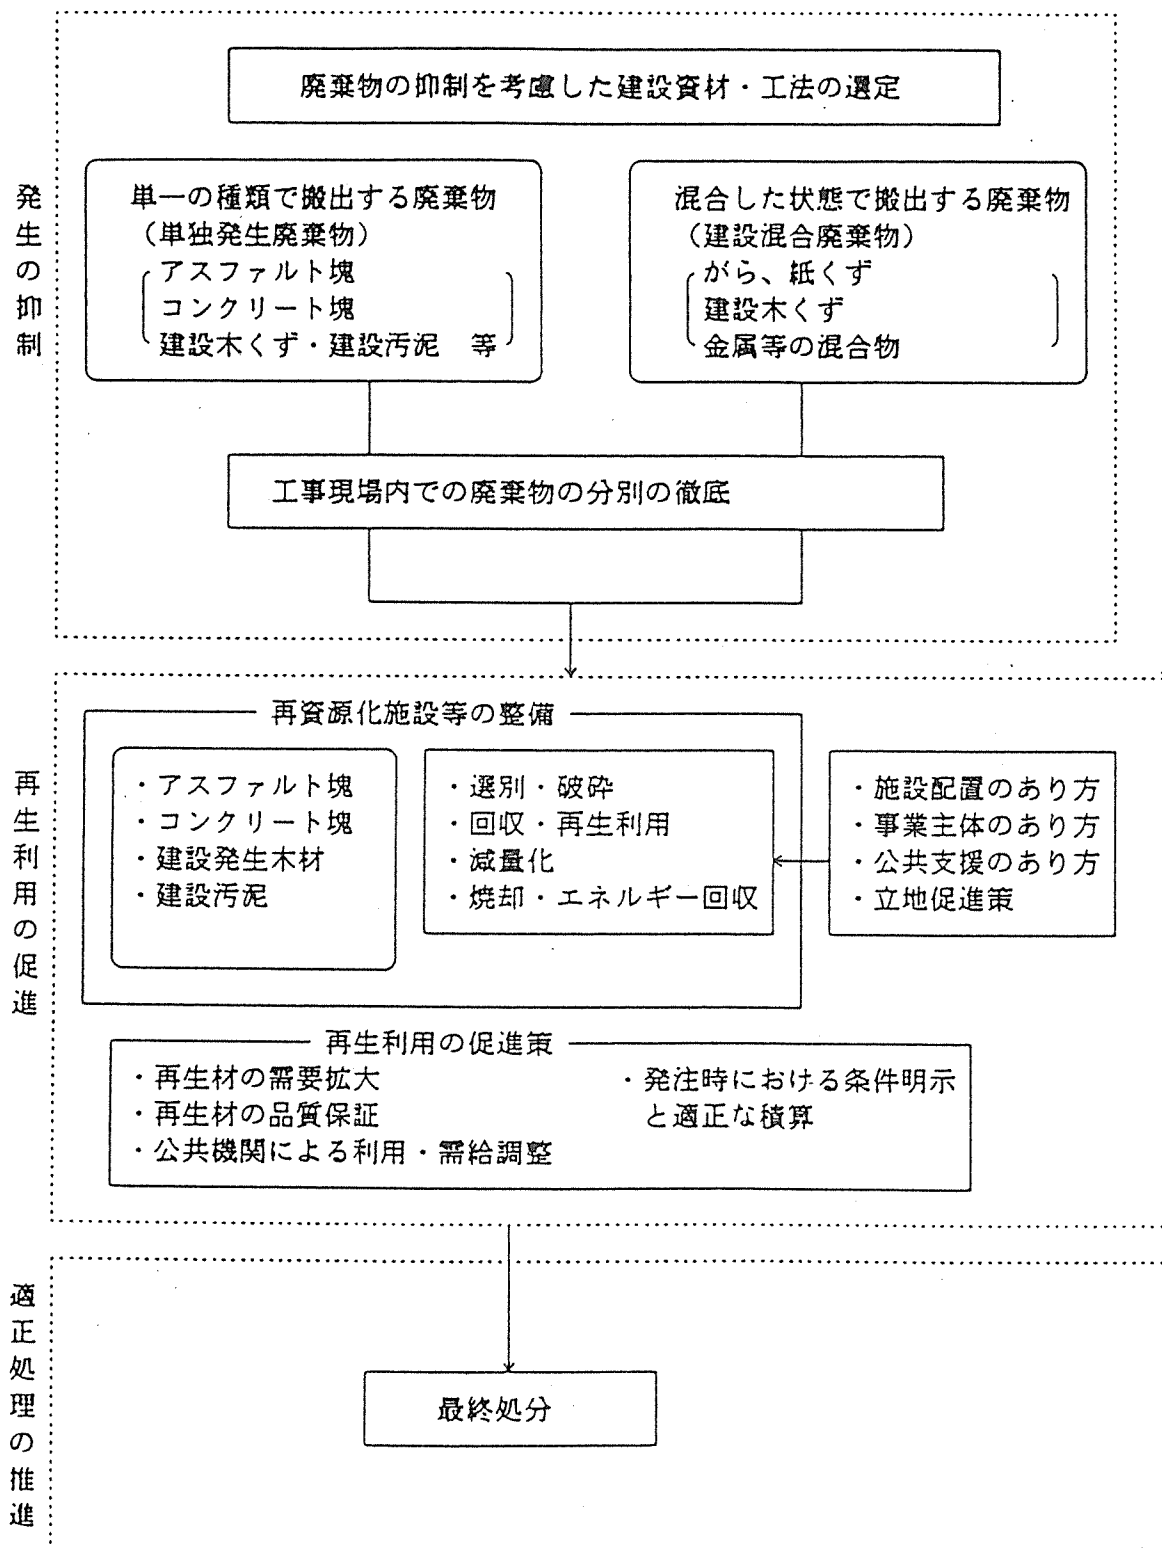 発生の抑制
廃棄物の抑制を考慮した建設資材・工法の選定
単一の種類で搬出する廃棄物
（単独発生廃棄物）
アスファルト塊
コンクリート塊
建設木くず・建設汚泥　等
混合した状態で搬出する廃棄物
（建設混合廃棄物）
がら、紙くず
建設木くず
金属等の混合物
工事現場内での廃棄物の分別の徹底
再生利用の促進
再資源化施設等の整備
・アスファルト塊
・コンクリート塊
・建設発生木材
・建設汚泥
・選別・破砕
・回収・再生利用
・減量化
・焼却・エネルギー回収
・施設配置のあり方
・事業主体のあり方
・公共支援のあり方
・立地促進策
再生利用の促進策
・再生材の需要拡大
・再生材の品質保証
・公共機関による利用・需給調整
・発注時における条件明示
と適正な積算
適正処理の推進
最終処分